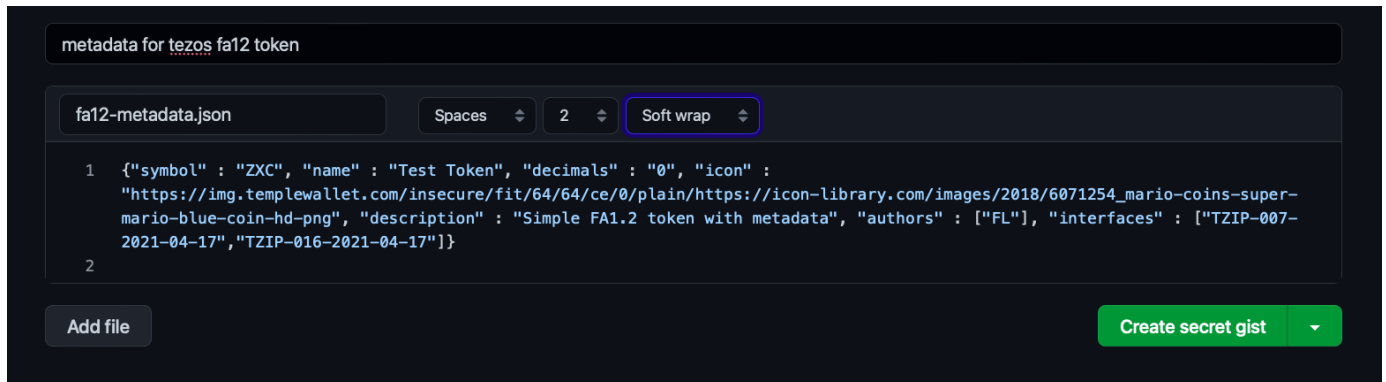 metadata for tezos fa12 token
fa12-metadata.json
Spaces
2
Soft wrap
1
{"symbol" : "ZXC", "name" : "Test Token", "decimals" : "0", "icon" :
"https://img.templewallet.com/insecure/fit/64/64/ce/0/plain/https://icon-library.com/images/2018/6071254_mario-coins-super-
mario-blue-coin-hd-png", "description" : "Simple FA1.2 token with metadata", "authors" : ["FL"], "interfaces" : ["TZIP-007-
2021-04-17","TZIP-016-2021-04-17"]}
2
Add file
Create secret gist